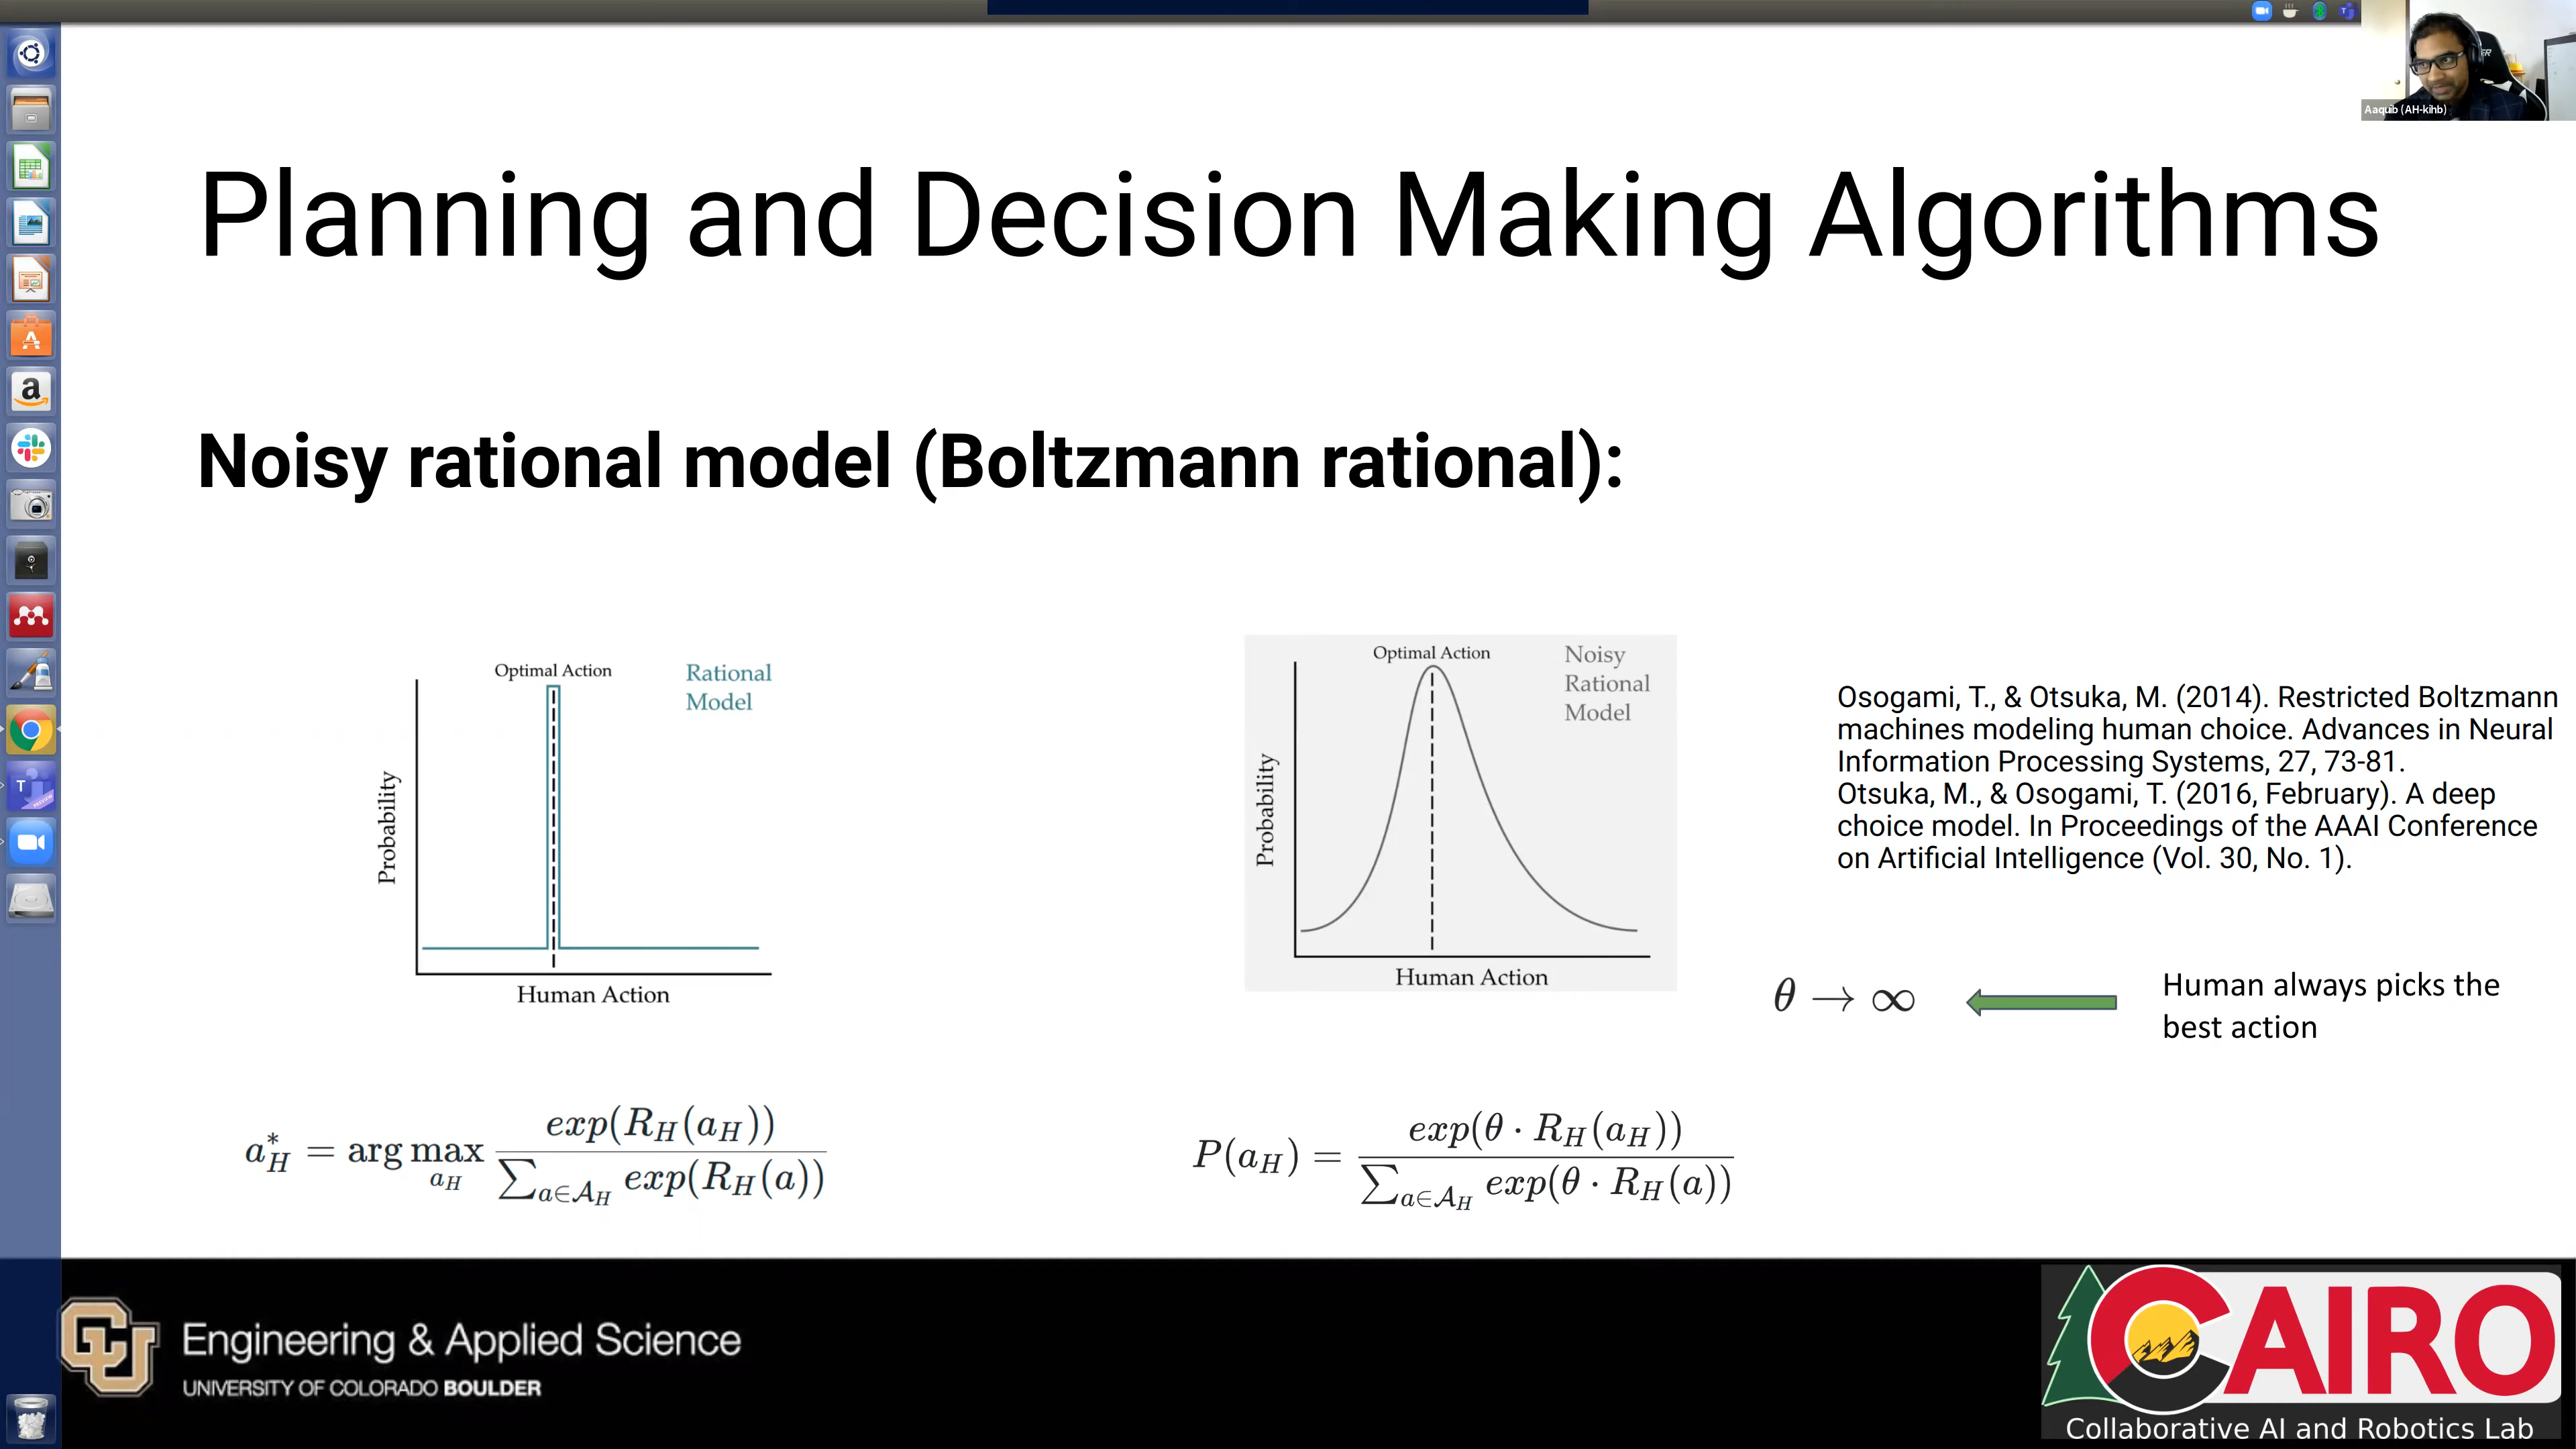 Aaquib (AH-kihb)
Planning and Decision Making Algorithms
Noisy rational model (Boltzmann rational):
Optimal Action
Rational
Model
Probability
Human Action
Optimal Action
Noisy
Rational
Model
Probability
Human Action
Osogami, T., & Otsuka, M. (2014). Restricted Boltzmann
machines modeling human choice. Advances in Neural
Information Processing Systems, 27, 73-81.
Otsuka, M., & Osogami, T. (2016, February). A deep
choice model. In Proceedings of the AAAI Conference
on Artificial Intelligence (Vol. 30, No. 1).
θ → ∞
Human always picks the
best action
a*_H = arg max_{a_H} exp(R_H(a_H)) / ∑_{a∈𝒜_H} exp(R_H(a))
P(a_H) = exp(θ · R_H(a_H)) / ∑_{a∈𝒜_H} exp(θ · R_H(a))
CU
Engineering & Applied Science
UNIVERSITY OF COLORADO BOULDER
CAIRO
Collaborative AI and Robotics Lab